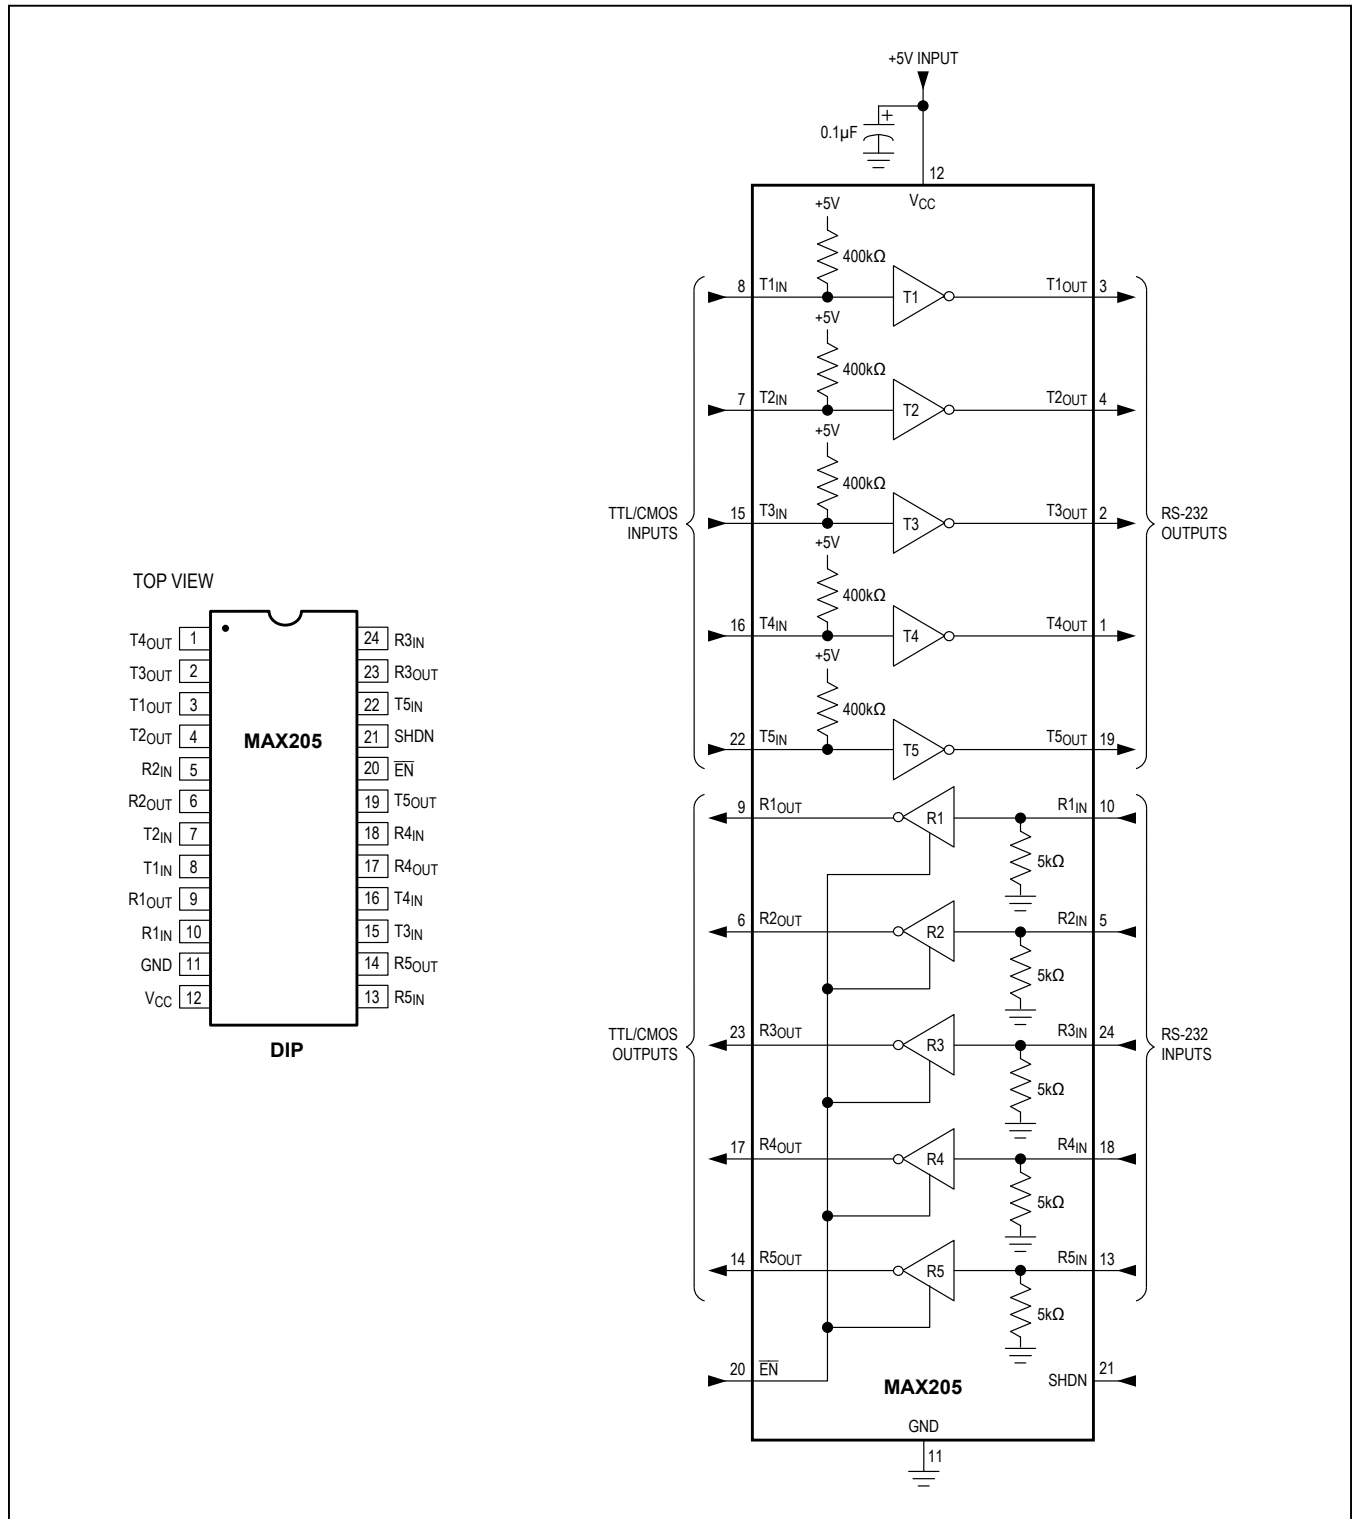 +5V INPUT
0.1µF
12
VCC
+5V
400kΩ
8 T1IN T1 T1OUT 3
+5V
400kΩ
7 T2IN T2 T2OUT 4
+5V
400kΩ
TTL/CMOS
INPUTS
15 T3IN T3 T3OUT 2
RS-232
OUTPUTS
+5V
400kΩ
16 T4IN T4 T4OUT 1
+5V
400kΩ
22 T5IN T5 T5OUT 19
9 R1OUT R1 R1IN 10
5kΩ
6 R2OUT R2 R2IN 5
5kΩ
TTL/CMOS
OUTPUTS
23 R3OUT R3 R3IN 24
RS-232
INPUTS
5kΩ
17 R4OUT R4 R4IN 18
5kΩ
14 R5OUT R5 R5IN 13
5kΩ
20 EN
MAX205
SHDN 21
GND
11
TOP VIEW
T4OUT 1 24 R3IN
T3OUT 2 23 R3OUT
T1OUT 3 22 T5IN
T2OUT 4 MAX205 21 SHDN
R2IN 5 20 EN
R2OUT 6 19 T5OUT
T2IN 7 18 R4IN
T1IN 8 17 R4OUT
R1OUT 9 16 T4IN
R1IN 10 15 T3IN
GND 11 14 R5OUT
VCC 12 13 R5IN
DIP